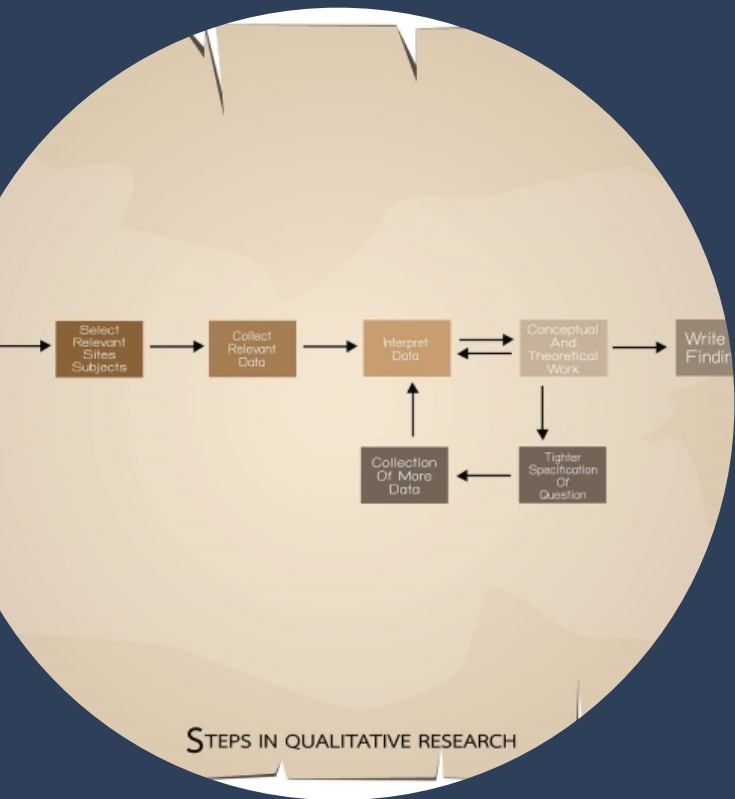 Select
Relevant
Sites
Subjects
Collect
Relevant
Data
Interpret
Data
Conceptual
And
Theoretical
Work
Write
Collection
Of More
Data
Tighter
Specification
Of
Question
STEPS IN QUALITATIVE RESEARCH